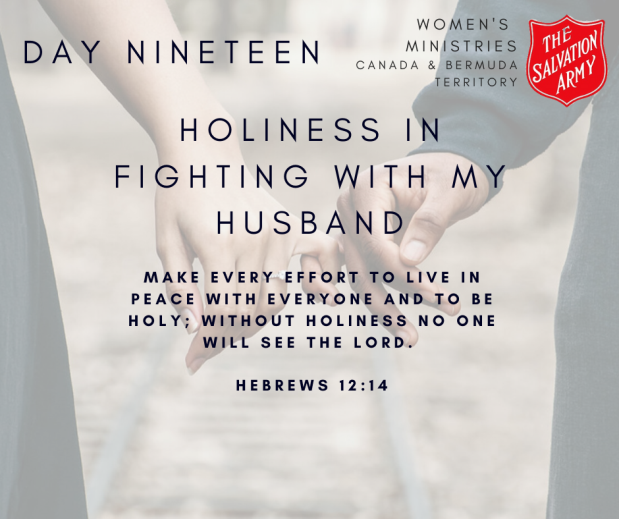 DAY NINETEEN
WOMEN'S
MINISTRIES
CANADA & BERMUDA
TERRITORY
THE
SALVATION
ARMY
HOLINESS IN
FIGHTING WITH MY
HUSBAND
MAKE EVERY EFFORT TO LIVE IN
PEACE WITH EVERYONE AND TO BE
HOLY; WITHOUT HOLINESS NO ONE
WILL SEE THE LORD.
HEBREWS 12:14